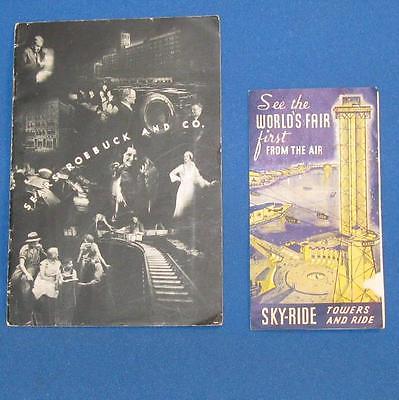 SEARS ROEBUCK AND CO.
See the
WORLD'S FAIR
first
FROM THE AIR
SKY-RIDE TOWERS
AND RIDE